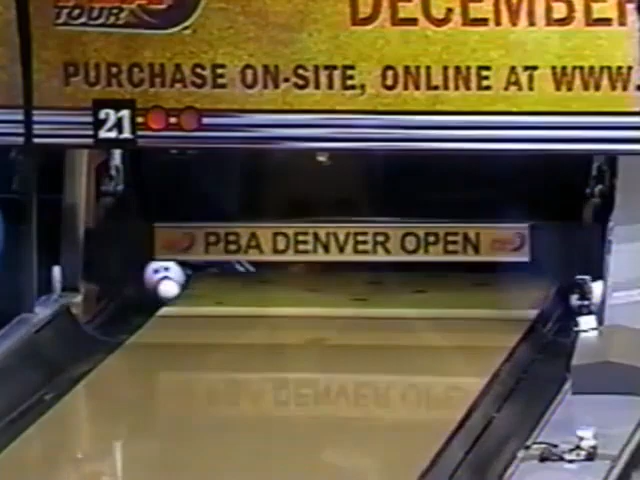 TOUR
DECEMBER
PURCHASE ON-SITE, ONLINE AT WWW.
21
PBA DENVER OPEN